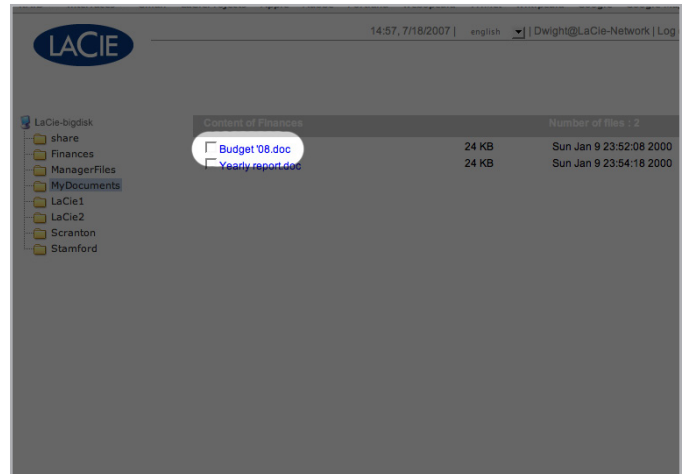 14:57, 7/18/2007 | english | Dwight@LaCie-Network | Log
LACIE
LaCie-bigdisk
Content of Finances Number of files : 2
share
Budget '08.doc 24 KB Sun Jan 9 23:52:08 2000
Finances
Yearly report.doc 24 KB Sun Jan 9 23:54:18 2000
ManagerFiles
MyDocuments
LaCie1
LaCie2
Scranton
Stamford